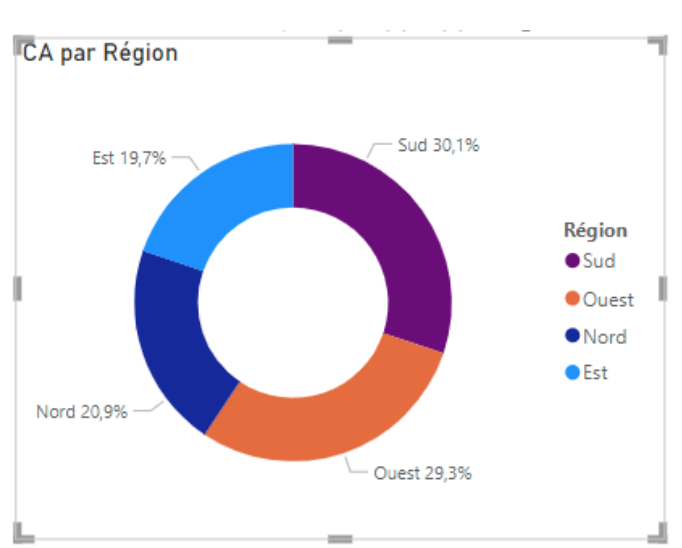 CA par Région
Est 19,7%
Sud 30,1%
Région
Sud
Ouest
Nord
Est
Nord 20,9%
Ouest 29,3%